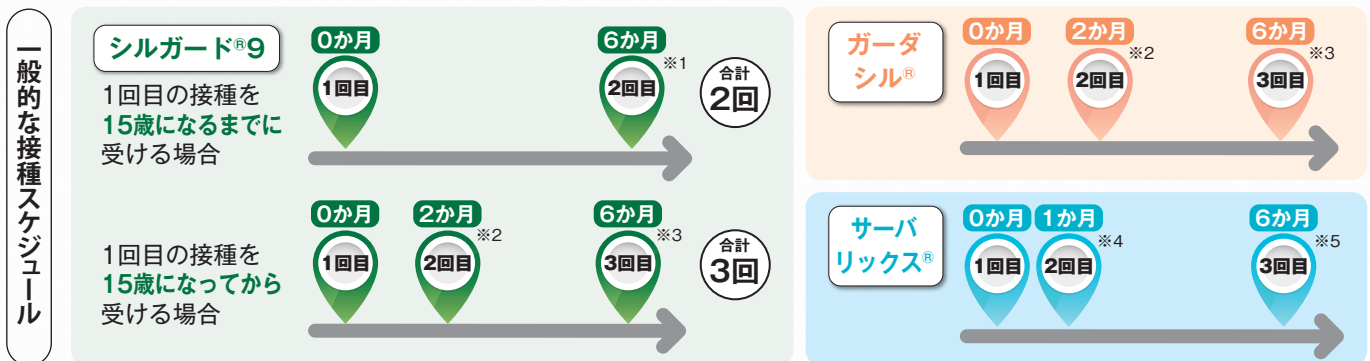 一般的な接種スケジュール
シルガード®9
1回目の接種を
15歳になるまでに
受ける場合
0か月
1回目
6か月
※1
2回目
合計
2回
1回目の接種を
15歳になってから
受ける場合
0か月
1回目
2か月
※2
2回目
6か月
※3
3回目
合計
3回
ガーダ
シル®
0か月
1回目
2か月
※2
2回目
6か月
※3
3回目
サーバ
リックス®
0か月
1回目
1か月
※4
2回目
6か月
※5
3回目